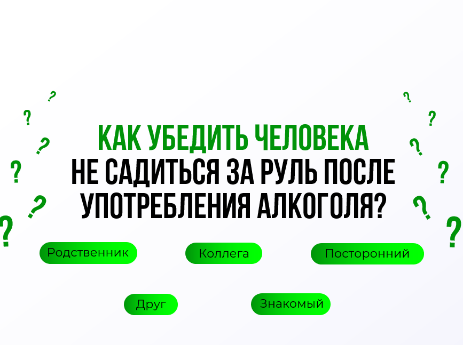 КАК УБЕДИТЬ ЧЕЛОВЕКА
НЕ САДИТЬСЯ ЗА РУЛЬ ПОСЛЕ
УПОТРЕБЛЕНИЯ АЛКОГОЛЯ?
Родственник
Коллега
Посторонний
Друг
Знакомый